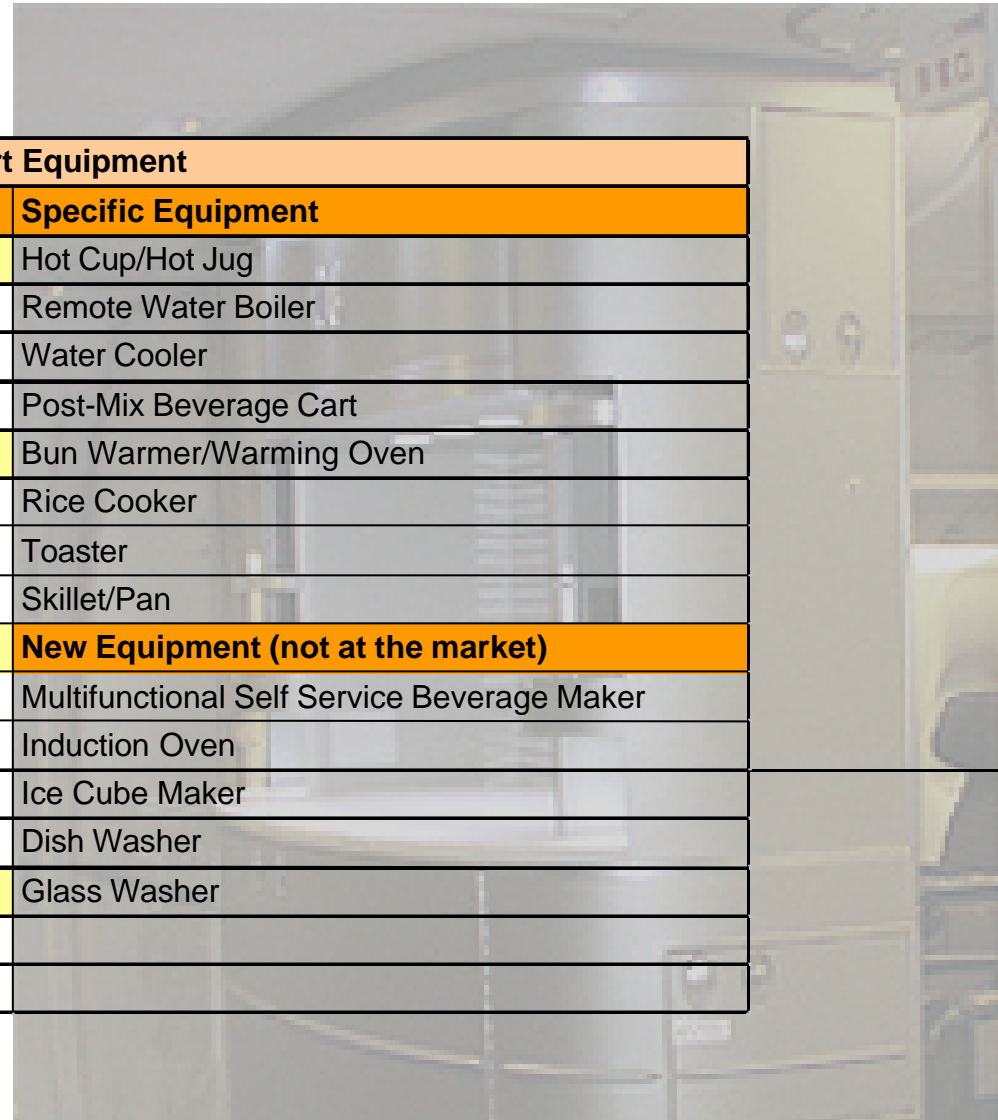 t Equipment
Specific Equipment
Hot Cup/Hot Jug
Remote Water Boiler
Water Cooler
Post-Mix Beverage Cart
Bun Warmer/Warming Oven
Rice Cooker
Toaster
Skillet/Pan
New Equipment (not at the market)
Multifunctional Self Service Beverage Maker
Induction Oven
Ice Cube Maker
Dish Washer
Glass Washer